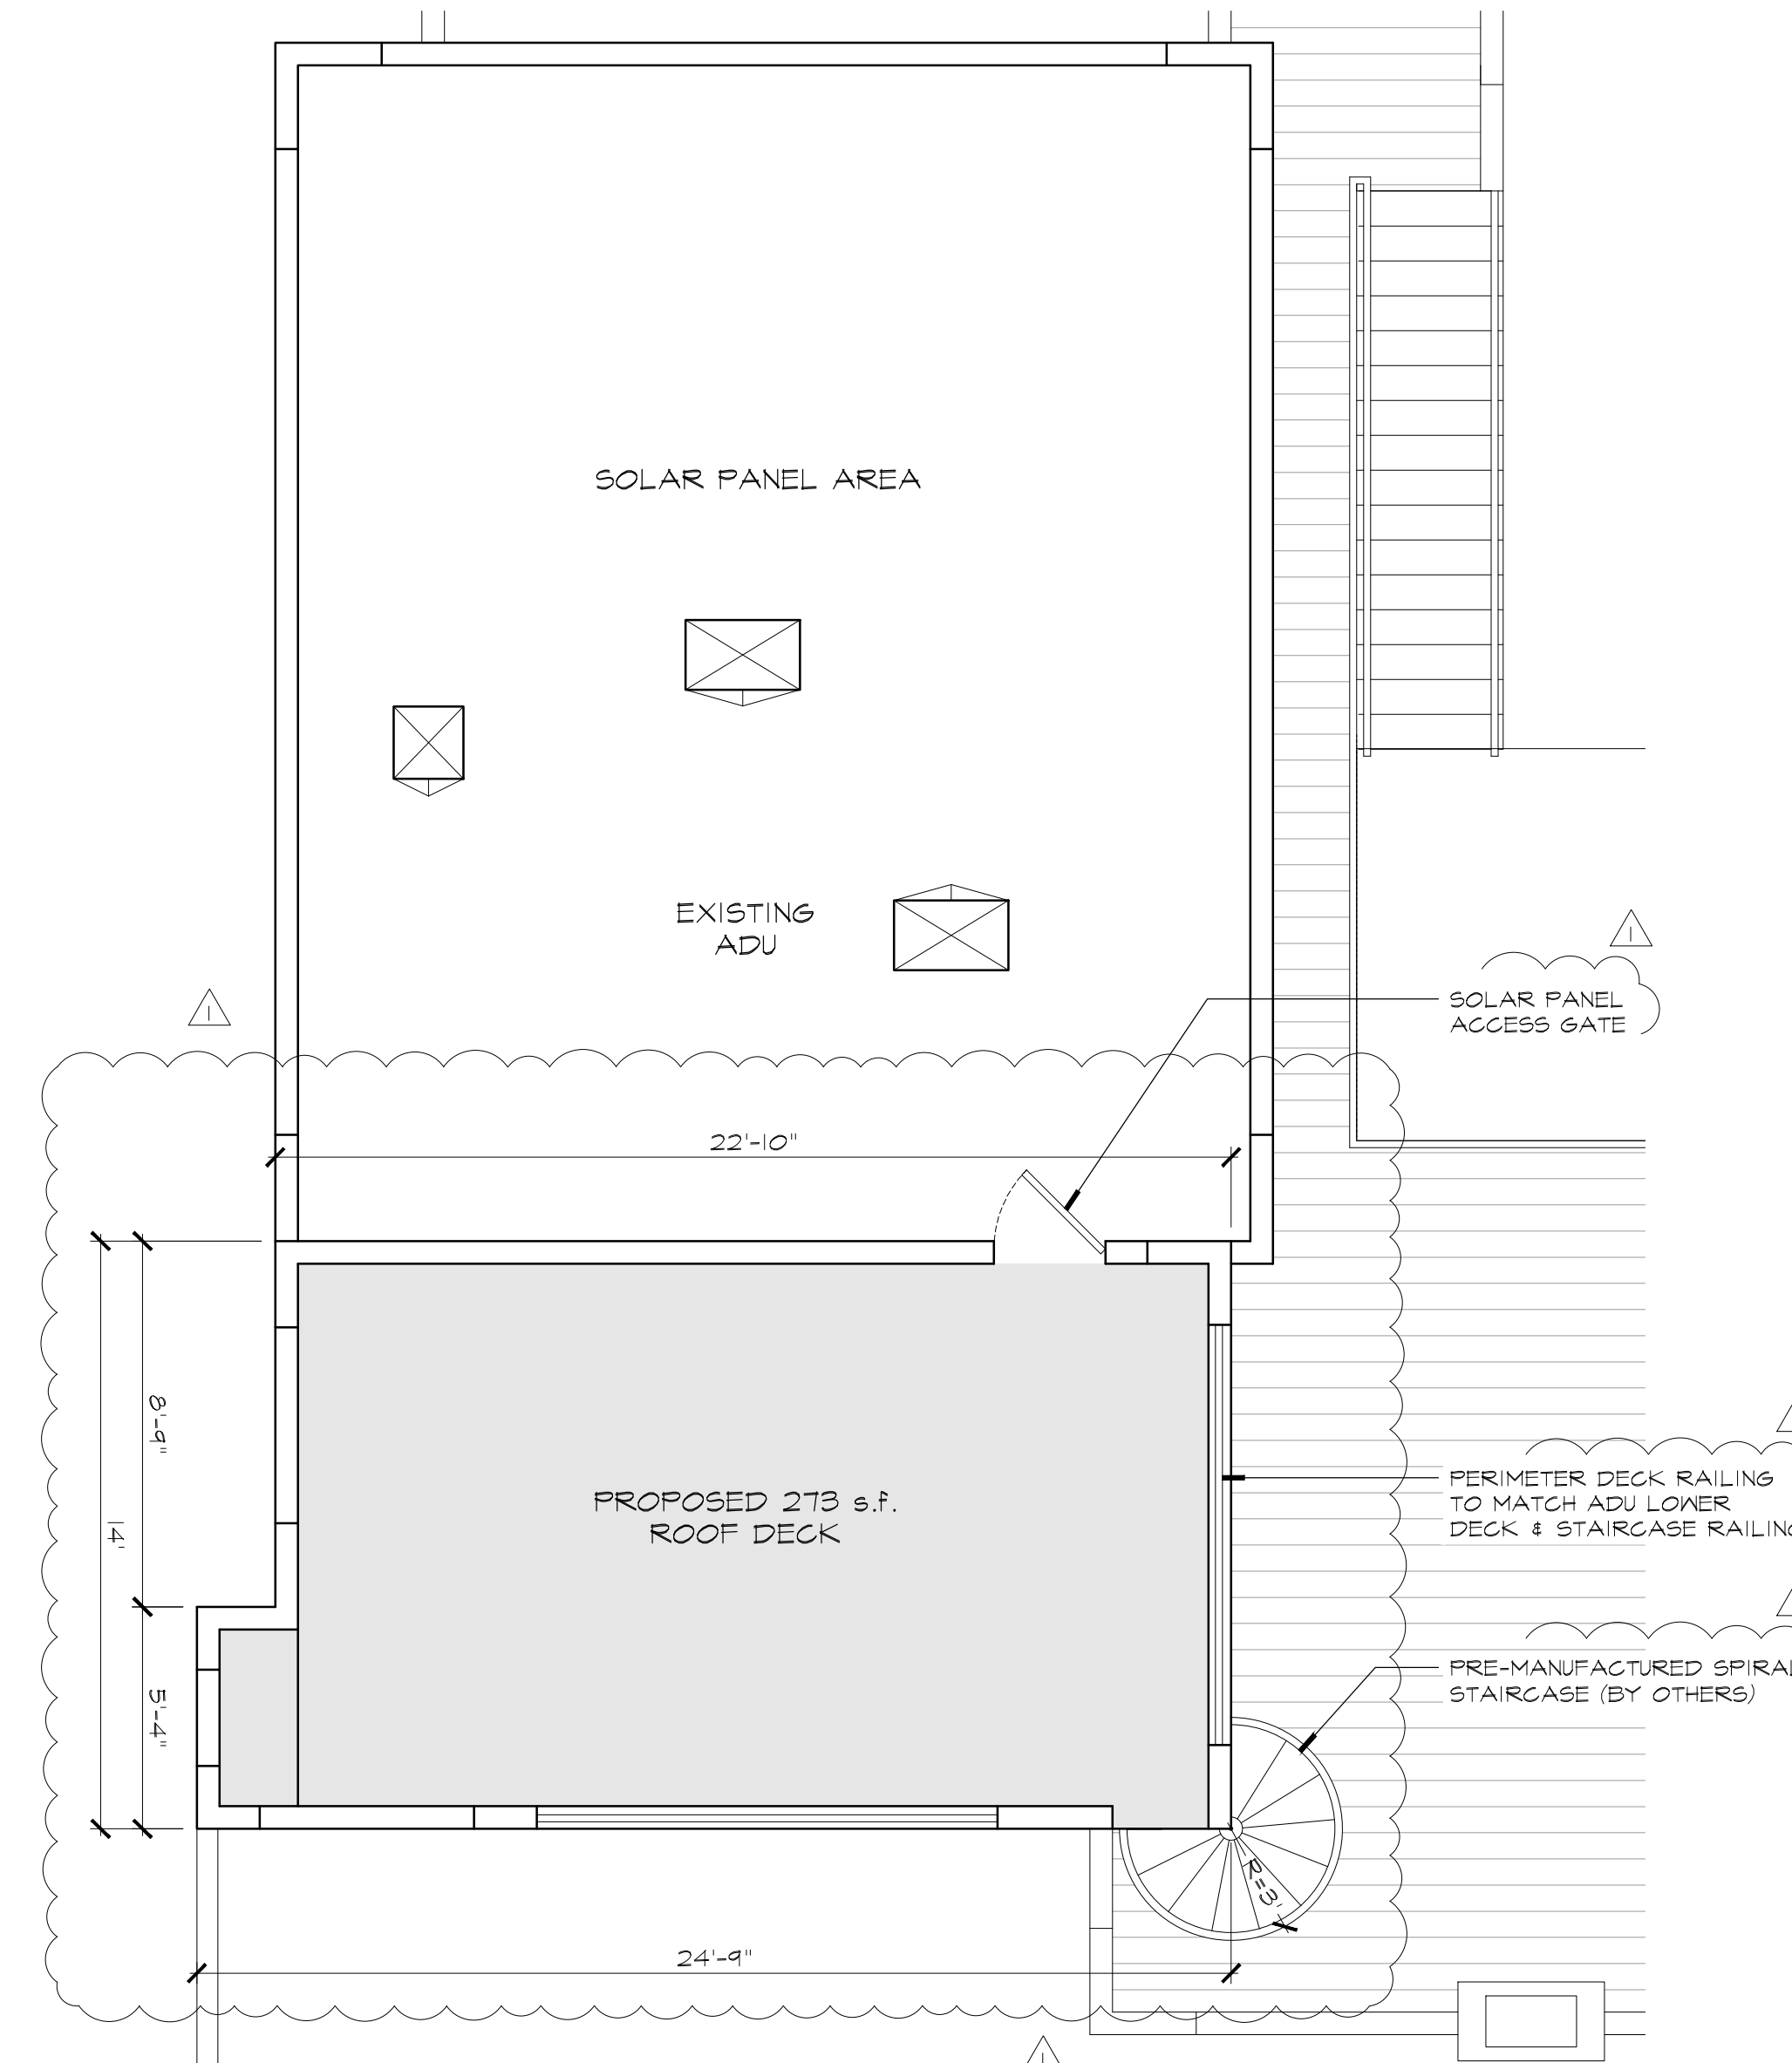 SOLAR PANEL AREA
EXISTING
ADU
1
SOLAR PANEL
ACCESS GATE
1
22'-10"
8'-9"
14'
PROPOSED 273 s.f.
ROOF DECK
PERIMETER DECK RAILING
TO MATCH ADU LOWER
DECK & STAIRCASE RAILING
5'-4"
PRE-MANUFACTURED SPIRAL
STAIRCASE (BY OTHERS)
R=3'
24'-9"
1